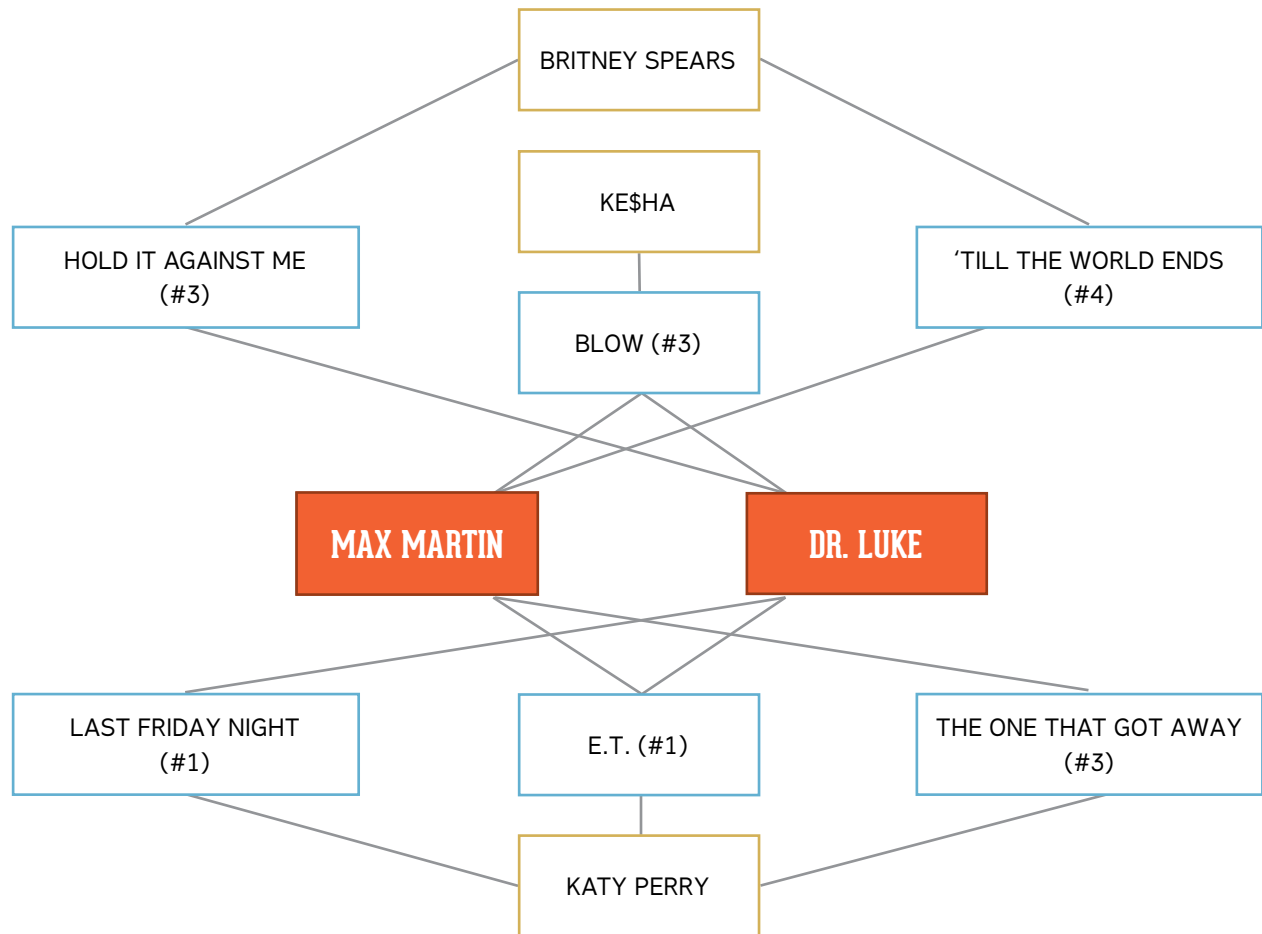 BRITNEY SPEARS
KE$HA
HOLD IT AGAINST ME
(#3)
‘TILL THE WORLD ENDS
(#4)
BLOW (#3)
MAX MARTIN
DR. LUKE
LAST FRIDAY NIGHT
(#1)
E.T. (#1)
THE ONE THAT GOT AWAY
(#3)
KATY PERRY